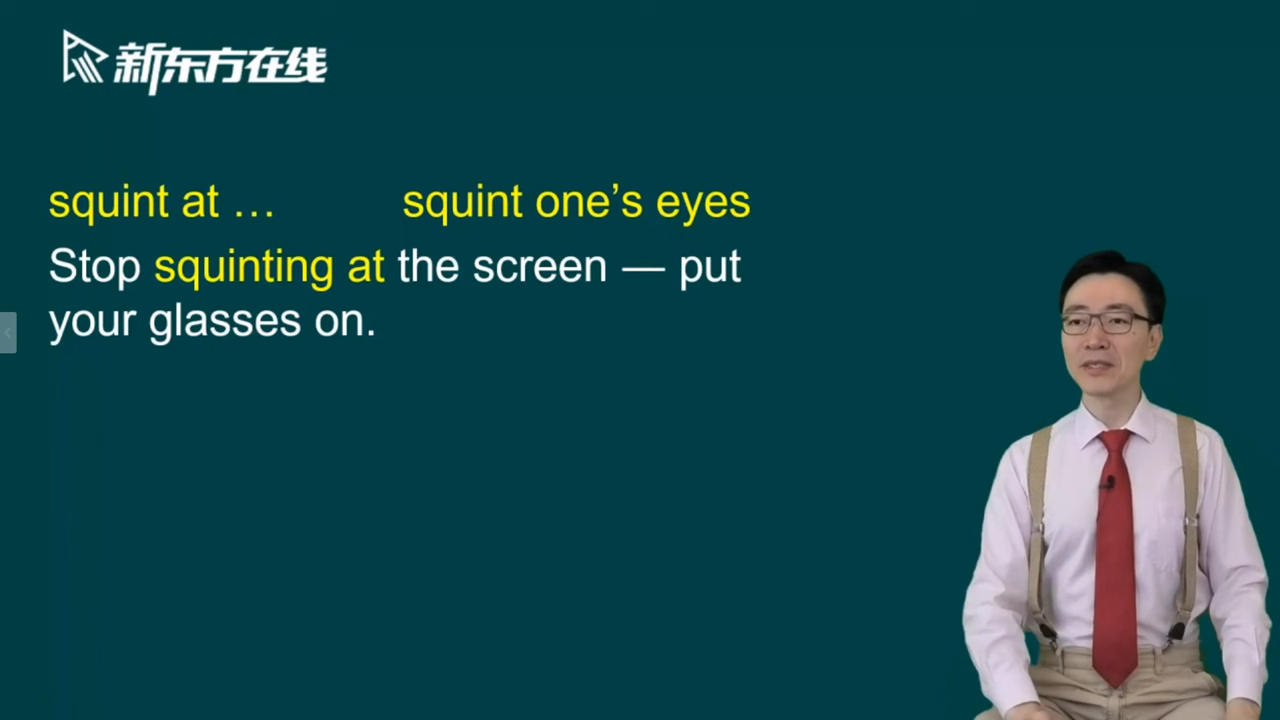 新东方在线
squint at … squint one’s eyes
Stop squinting at the screen — put
your glasses on.